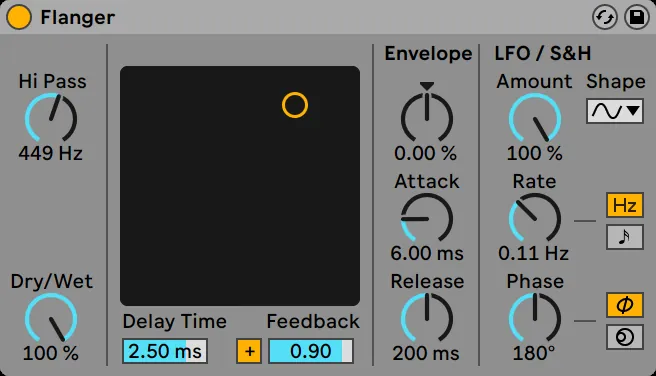 Flanger
Hi Pass
449 Hz
Dry/Wet
100 %
Delay Time
2.50 ms
+
Feedback
0.90
Envelope
0.00 %
Attack
6.00 ms
Release
200 ms
LFO / S&H
Amount
100 %
Shape
Rate
0.11 Hz
Hz
Phase
180°